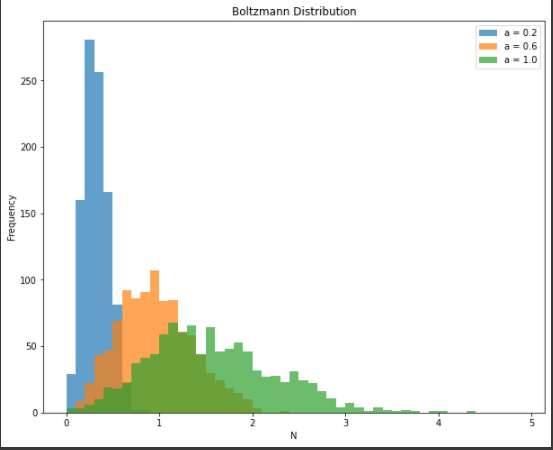 Boltzmann Distribution
a = 0.2
a = 0.6
a = 1.0
Frequency
250
200
150
100
50
0
0 1 2 3 4 5
N